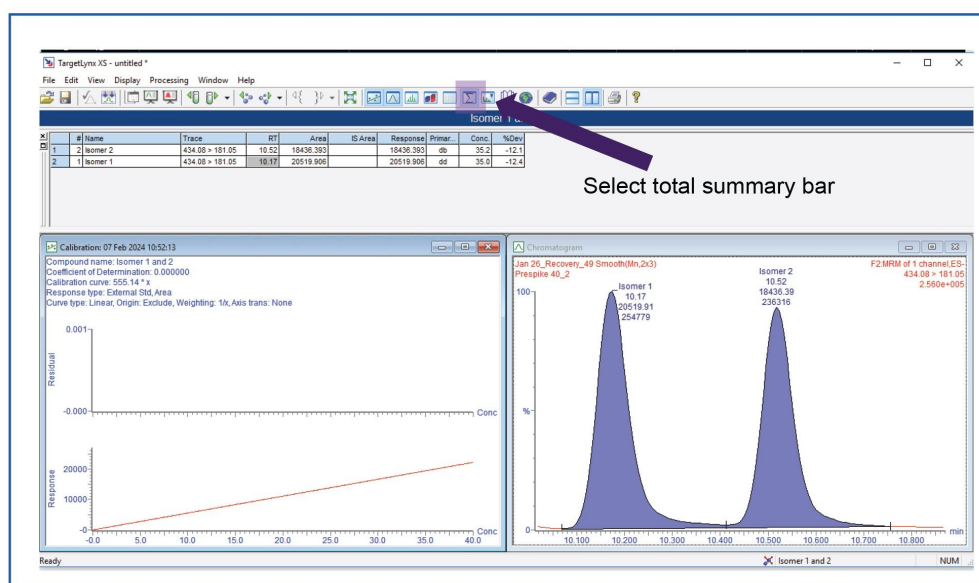 TargetLynx XS - untitled *
File Edit View Display Processing Window Help
Isomer 1 a
# Name Trace RT Area IS Area Response Primar... Conc. %Dev
1 2 Isomer 2 434.08 > 181.05 10.52 18436.393 18436.393 db 35.2 -12.1
2 1 Isomer 1 434.08 > 181.05 10.17 20519.906 20519.906 dd 35.0 -12.4
Select total summary bar
Calibration: 07 Feb 2024 10:52:13
Compound name: Isomer 1 and 2
Coefficient of Determination: 0.000000
Calibration curve: 555.14 * x
Response type: External Std, Area
Curve type: Linear, Origin: Exclude, Weighting: 1/x, Axis trans: None
0.001
Residual
-0.000
Conc
20000
Response
10000
-0
Conc
-0.0 5.0 10.0 15.0 20.0 25.0 30.0 35.0 40.0
Chromatogram
Jan 26_Recovery_49 Smooth(Mn,2x3)
Prespike 40_2
F2:MRM of 1 channel,ES-
434.08 > 181.05
2.560e+005
100
Isomer 1
10.17
20519.91
254779
Isomer 2
10.52
18436.39
236316
%
0
min
10.100 10.200 10.300 10.400 10.500 10.600 10.700 10.800
Ready
Isomer 1 and 2
NUM